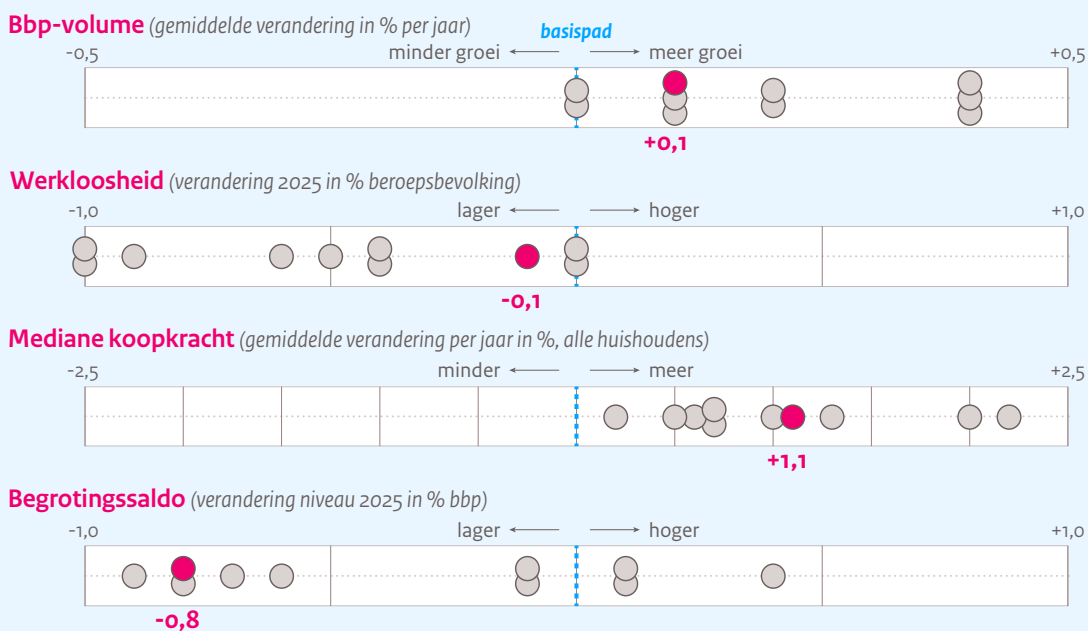 Bbp-volume (gemiddelde verandering in % per jaar)
basispad
-0,5 minder groei meer groei +0,5
+0,1
Werkloosheid (verandering 2025 in % beroepsbevolking)
-1,0 lager hoger +1,0
-0,1
Mediane koopkracht (gemiddelde verandering per jaar in %, alle huishoudens)
-2,5 minder meer +2,5
+1,1
Begrotingssaldo (verandering niveau 2025 in % bbp)
-1,0 lager hoger +1,0
-0,8